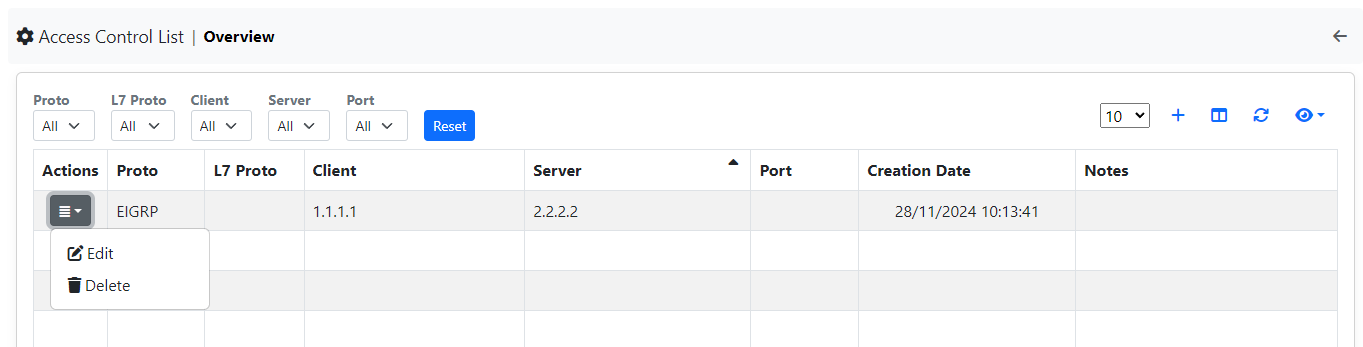 Access Control List | Overview
Proto L7 Proto Client Server Port
All All All All All Reset 10
Actions Proto L7 Proto Client Server Port Creation Date Notes
EIGRP 1.1.1.1 2.2.2.2 28/11/2024 10:13:41
Edit
Delete